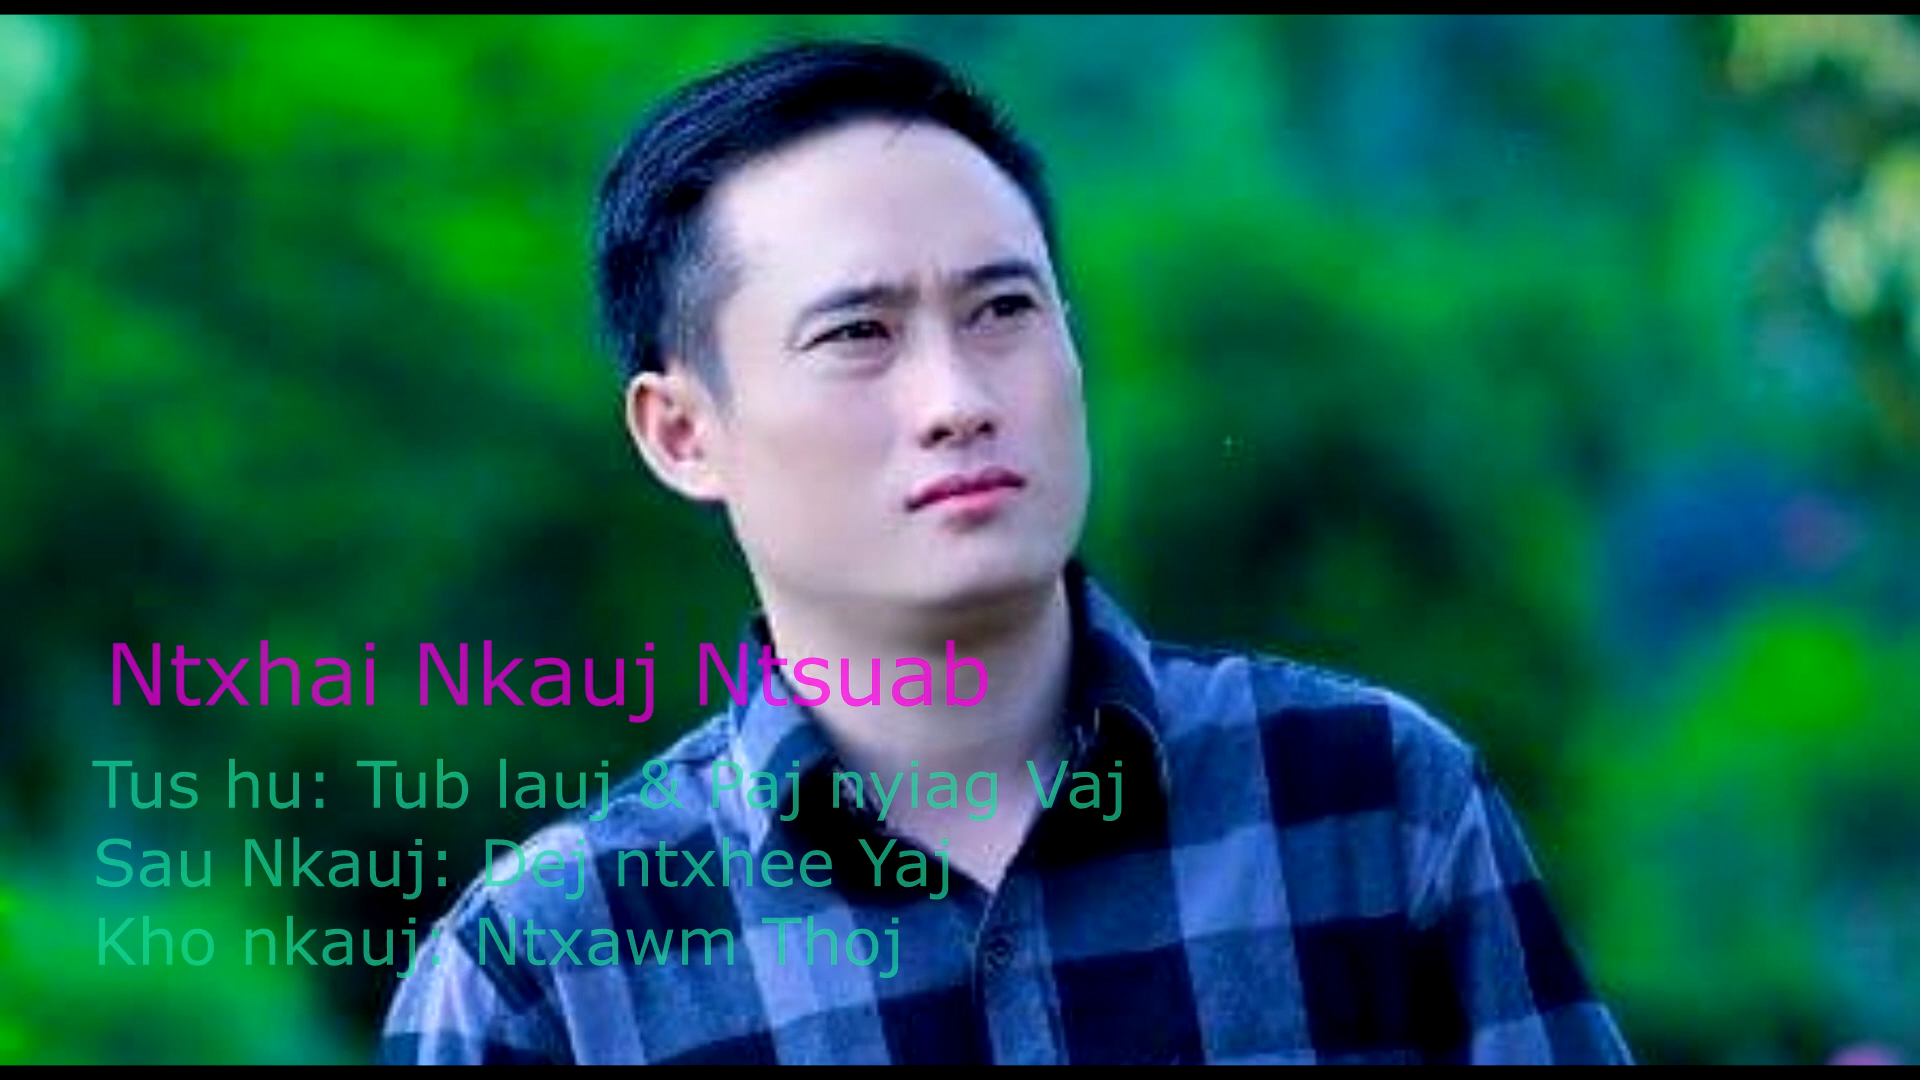 Ntxhai Nkauj Ntsuab
Tus hu: Tub lauj & Paj nyiag Vaj
Sau Nkauj: Dej ntxhee Yaj
Kho nkauj: Ntxawm Thoj